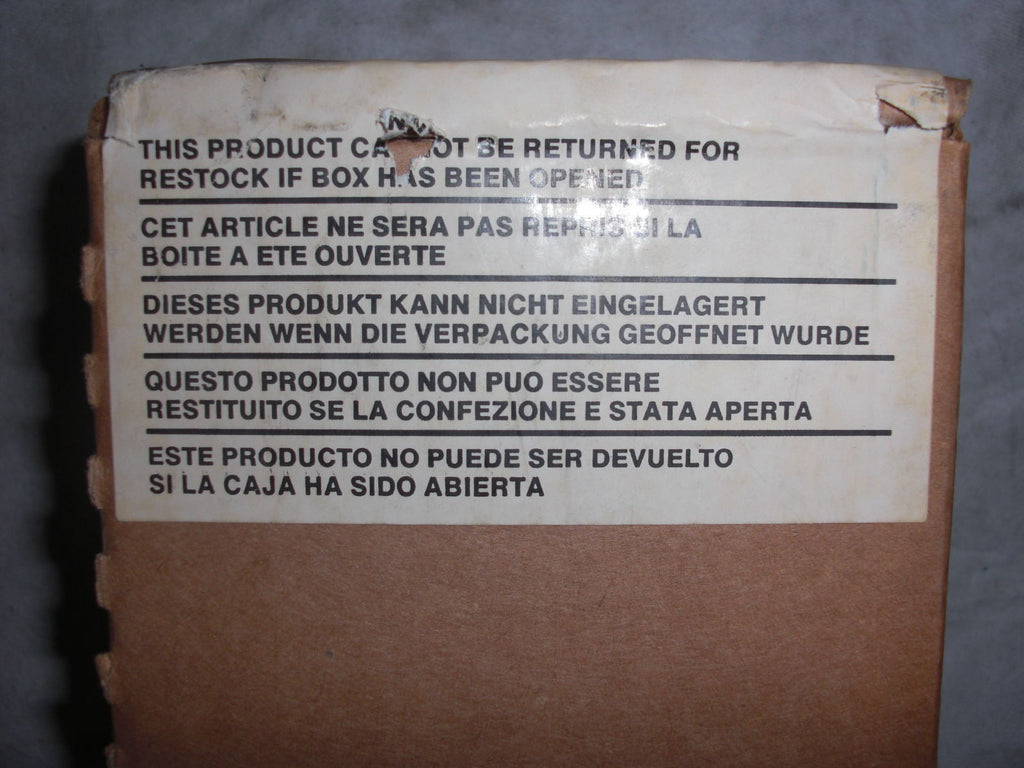 THIS PRODUCT CANNOT BE RETURNED FOR
RESTOCK IF BOX HAS BEEN OPENED
CET ARTICLE NE SERA PAS REPRIS SI LA
BOITE A ETE OUVERTE
DIESES PRODUKT KANN NICHT EINGELAGERT
WERDEN WENN DIE VERPACKUNG GEOFFNET WURDE
QUESTO PRODOTTO NON PUO ESSERE
RESTITUITO SE LA CONFEZIONE E STATA APERTA
ESTE PRODUCTO NO PUEDE SER DEVUELTO
SI LA CAJA HA SIDO ABIERTA